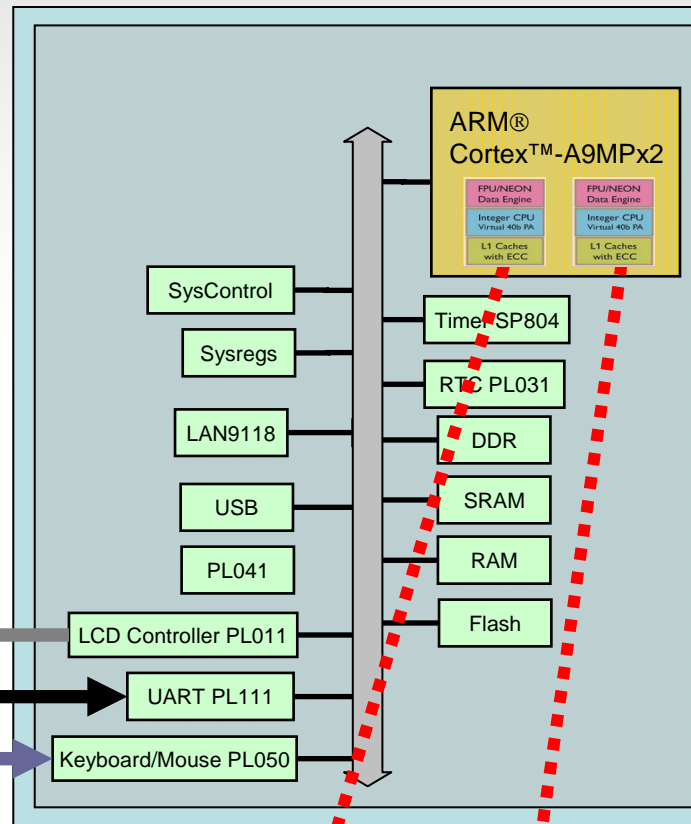 ARM®
Cortex™-A9MPx2
FPU/NEON
Data Engine
Integer CPU
Virtual 40b PA
L1 Caches
with ECC
FPU/NEON
Data Engine
Integer CPU
Virtual 40b PA
L1 Caches
with ECC
SysControl
Timer SP804
Sysregs
RTC PL031
LAN9118
DDR
USB
SRAM
PL041
RAM
LCD Controller PL011
Flash
UART PL111
Keyboard/Mouse PL050